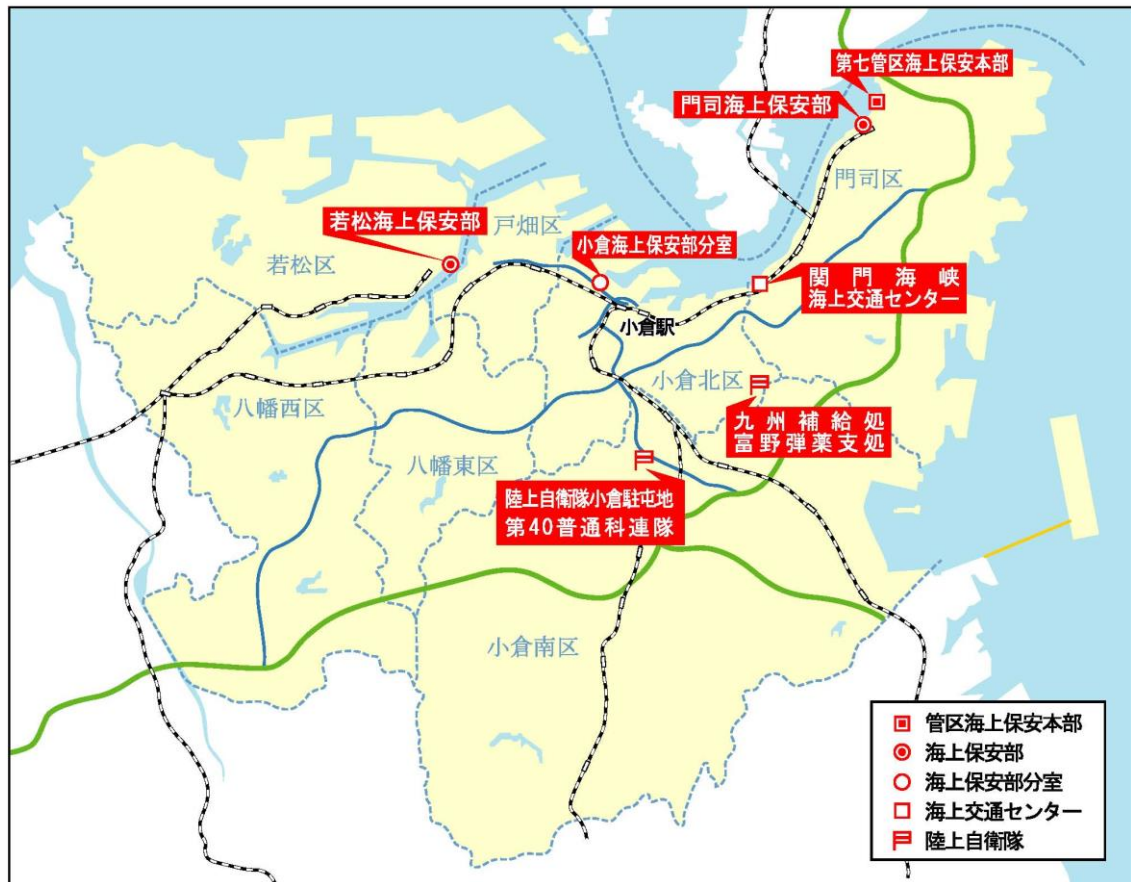 第七管区海上保安本部
門司海上保安部
門司区
若松海上保安部
戸畑区
小倉海上保安部分室
若松区
関門海峡
海上交通センター
小倉駅
小倉北区
八幡西区
九州補給処
富野弾薬支処
八幡東区
陸上自衛隊小倉駐屯地
第40普通科連隊
小倉南区
管区海上保安本部
海上保安部
海上保安部分室
海上交通センター
陸上自衛隊